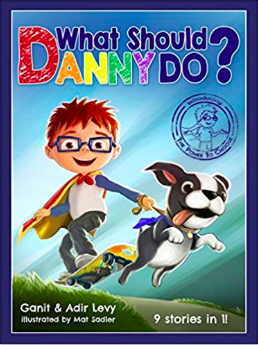 What Should
DANNY DO?
Introducing
The Power to Choose
Ganit & Adir Levy
illustrated by Mat Sadler
9 stories in 1!